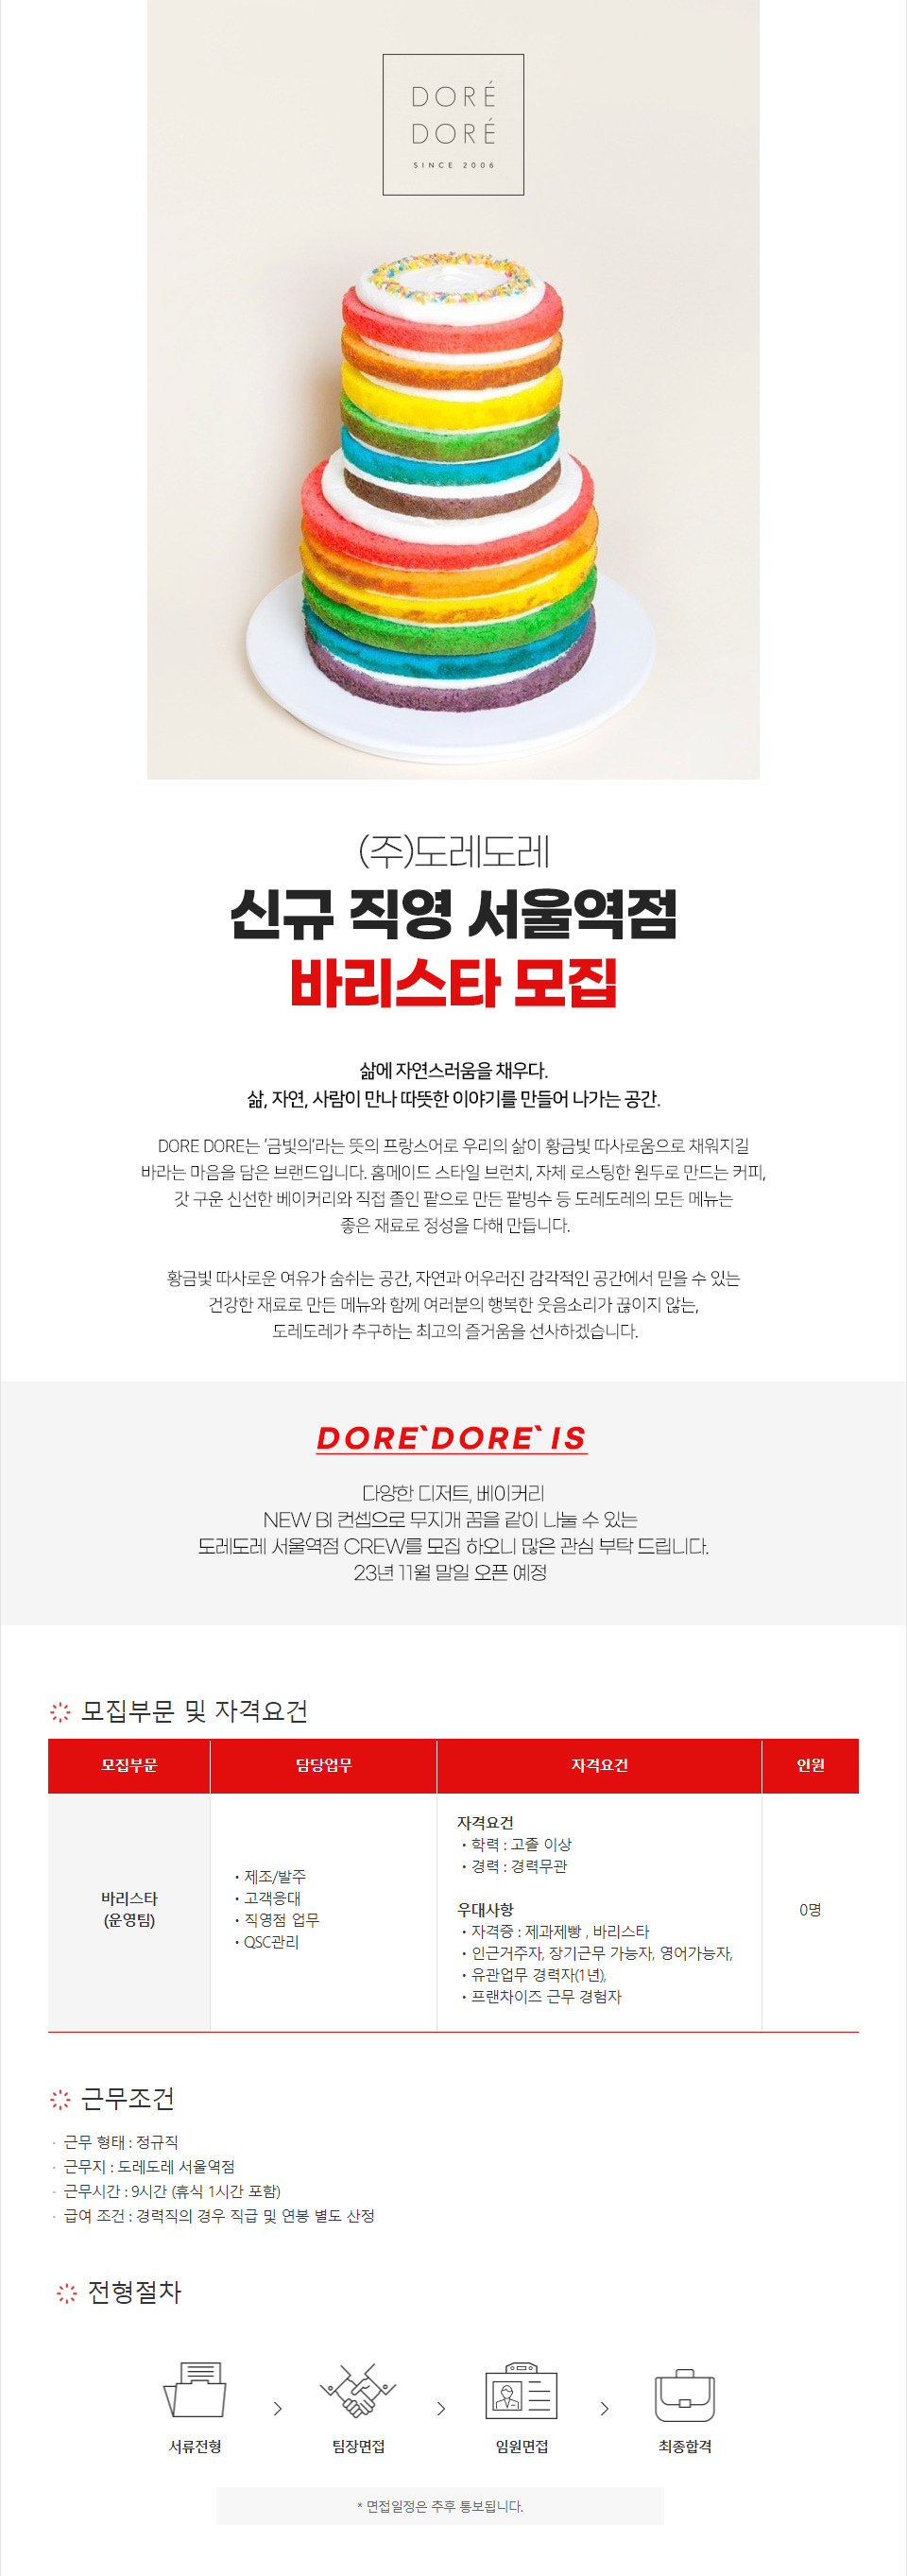 DORÉ
DORÉ
SINCE 2006
(주)도레도레
신규 직영 서울역점
바리스타 모집
삶에 자연스러움을 채우다.
삶, 자연, 사람이 만나 따뜻한 이야기를 만들어 나가는 공간.
DORE DORE는 '금빛의'라는 뜻의 프랑스어로 우리의 삶이 황금빛 따사로움으로 채워지길
바라는 마음을 담은 브랜드입니다. 홈메이드 스타일 브런치, 자체 로스팅한 원두로 만드는 커피,
갓 구운 신선한 베이커리와 직접 졸인 팥으로 만든 팥빙수 등 도레도레의 모든 메뉴는
좋은 재료로 정성을 다해 만듭니다.
황금빛 따사로운 여유가 숨쉬는 공간, 자연과 어우러진 감각적인 공간에서 믿을 수 있는
건강한 재료로 만든 메뉴와 함께 여러분의 행복한 웃음소리가 끊이지 않는,
도레도레가 추구하는 최고의 즐거움을 선사하겠습니다.
DORE`DORE` IS
다양한 디저트, 베이커리
NEW BI 컨셉으로 무지개 꿈을 같이 나눌 수 있는
도레도레 서울역점 CREW를 모집 하오니 많은 관심 부탁 드립니다.
23년 11월 말일 오픈 예정
모집부문 및 자격요건
모집부문 담당업무 자격요건 인원
바리스타
(운영팀)
• 제조/발주
• 고객응대
• 직영점 업무
• QSC관리
자격요건
• 학력 : 고졸 이상
• 경력 : 경력무관
우대사항
• 자격증 : 제과제빵 , 바리스타
• 인근거주자, 장기근무 가능자, 영어가능자,
• 유관업무 경력자(1년),
• 프랜차이즈 근무 경험자
0명
근무조건
· 근무 형태 : 정규직
· 근무지 : 도레도레 서울역점
· 근무시간 : 9시간 (휴식 1시간 포함)
· 급여 조건 : 경력직의 경우 직급 및 연봉 별도 산정
전형절차
서류전형 > 팀장면접 > 임원면접 > 최종합격
* 면접일정은 추후 통보됩니다.